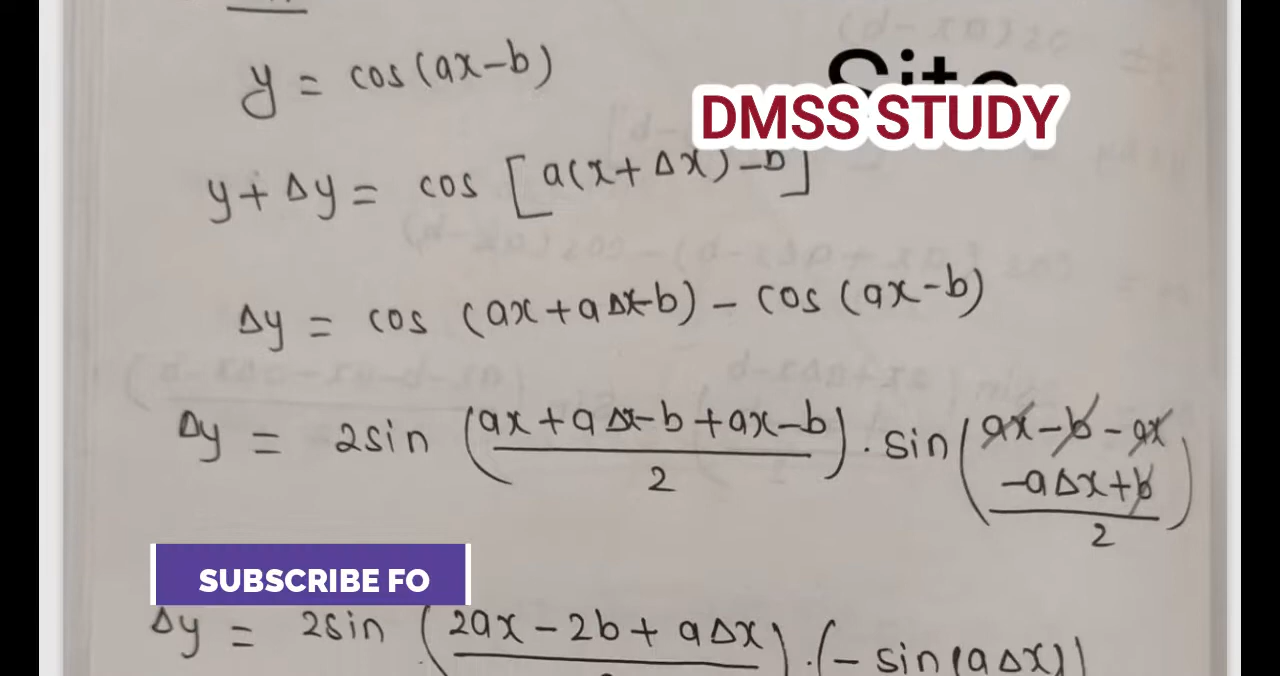 y = cos(ax-b)
DMSS STUDY
y + Δy = cos [a(x+Δx)-b]
Δy = cos (ax+aΔx-b) - cos (ax-b)
Δy = 2sin ((ax+aΔx-b+ax-b)/2) . sin ((ax-b-ax-aΔx+b)/2)
SUBSCRIBE FO
Δy = 2sin (2ax-2b+aΔx) . (- sin(aΔx))